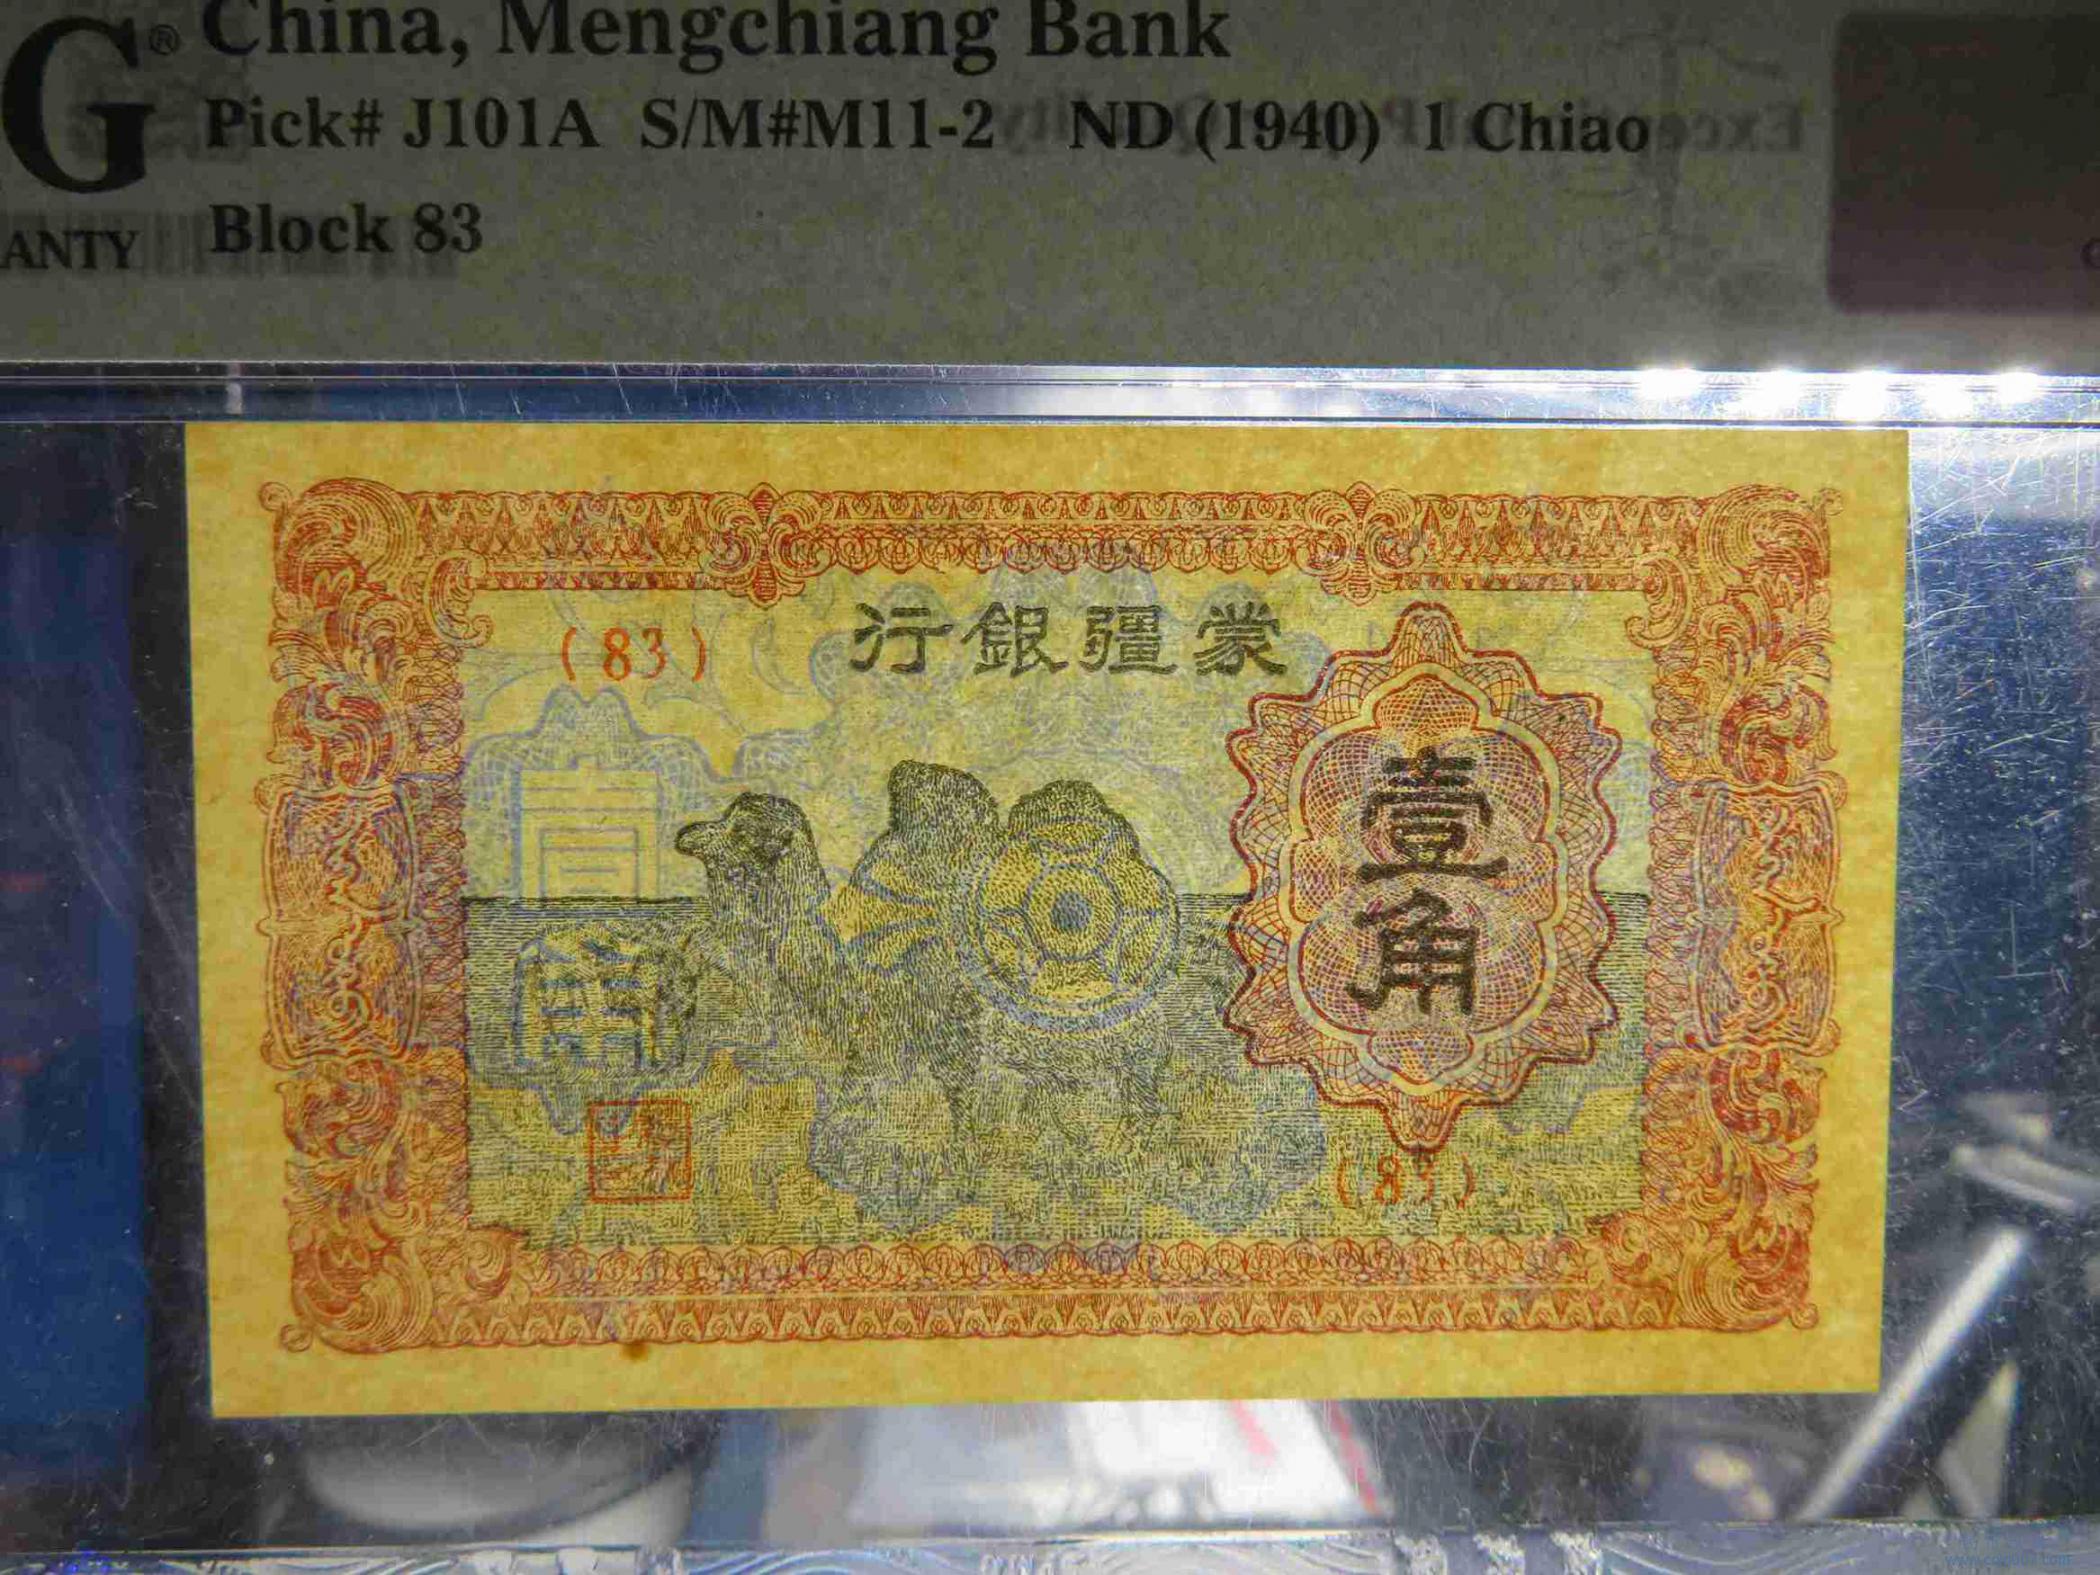 G® China, Mengchiang Bank
Pick# J101A S/M#M11-2 ND (1940) 1 Chiao
ANTY Block 83
行銀疆蒙
(83)
壹角
(83)